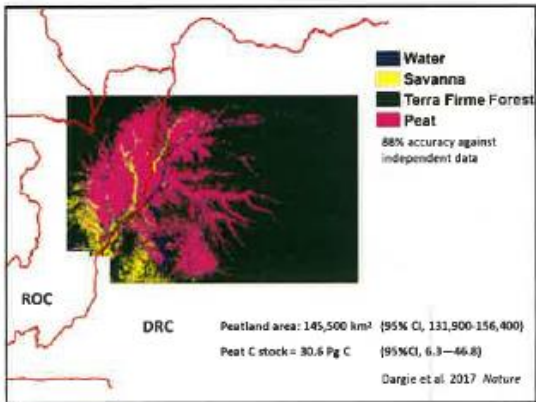 Water
Savanna
Terra Firme Forest
Peat
88% accuracy against
independent data
ROC
DRC
Peatland area: 145,500 km² (95% CI, 131,900-156,400)
Peat C stock = 30.6 Pg C (95%CI, 6.3—46.8)
Dargie et al. 2017 Nature